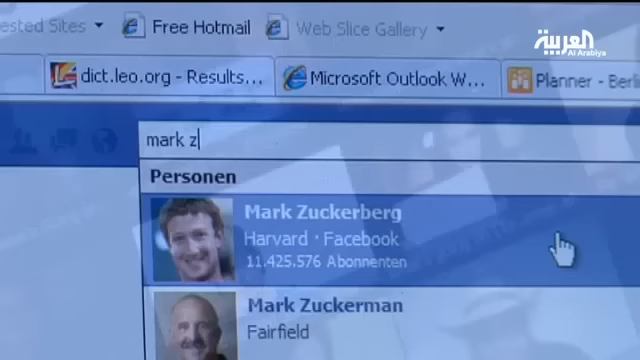 ested Sites
Free Hotmail
Web Slice Gallery
العربية
Al Arabiya
dict.leo.org - Results...
Microsoft Outlook W...
Planner - Berli
mark z
Personen
Mark Zuckerberg
Harvard · Facebook
11.425.576 Abonnenten
Mark Zuckerman
Fairfield